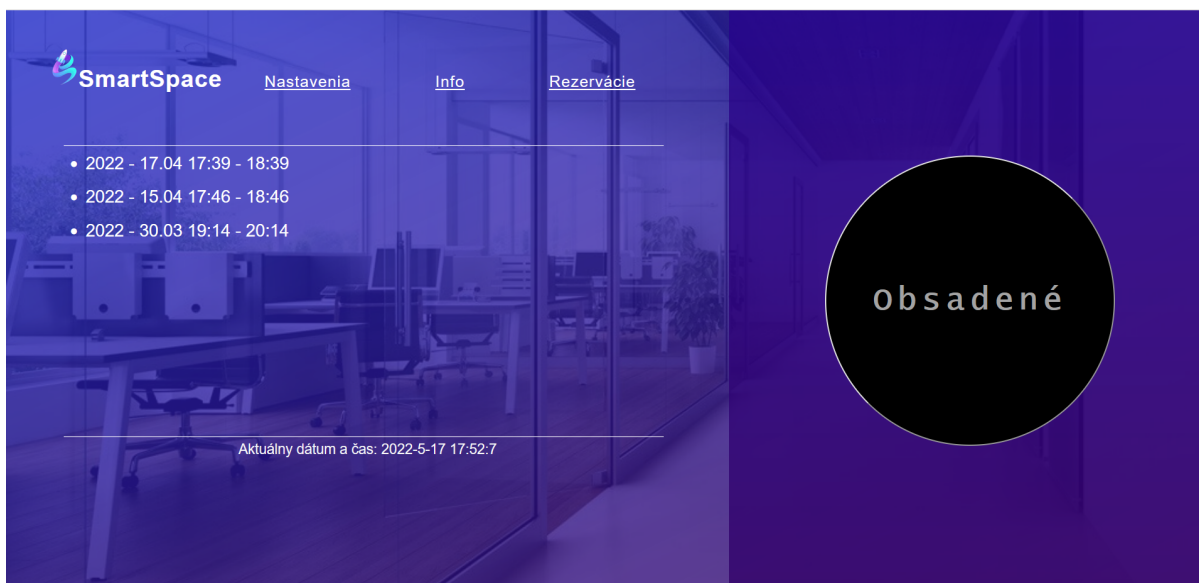 SmartSpace Nastavenia Info Rezervácie
2022 - 17.04 17:39 - 18:39
2022 - 15.04 17:46 - 18:46
2022 - 30.03 19:14 - 20:14
Obsadené
Aktuálny dátum a čas: 2022-5-17 17:52:7